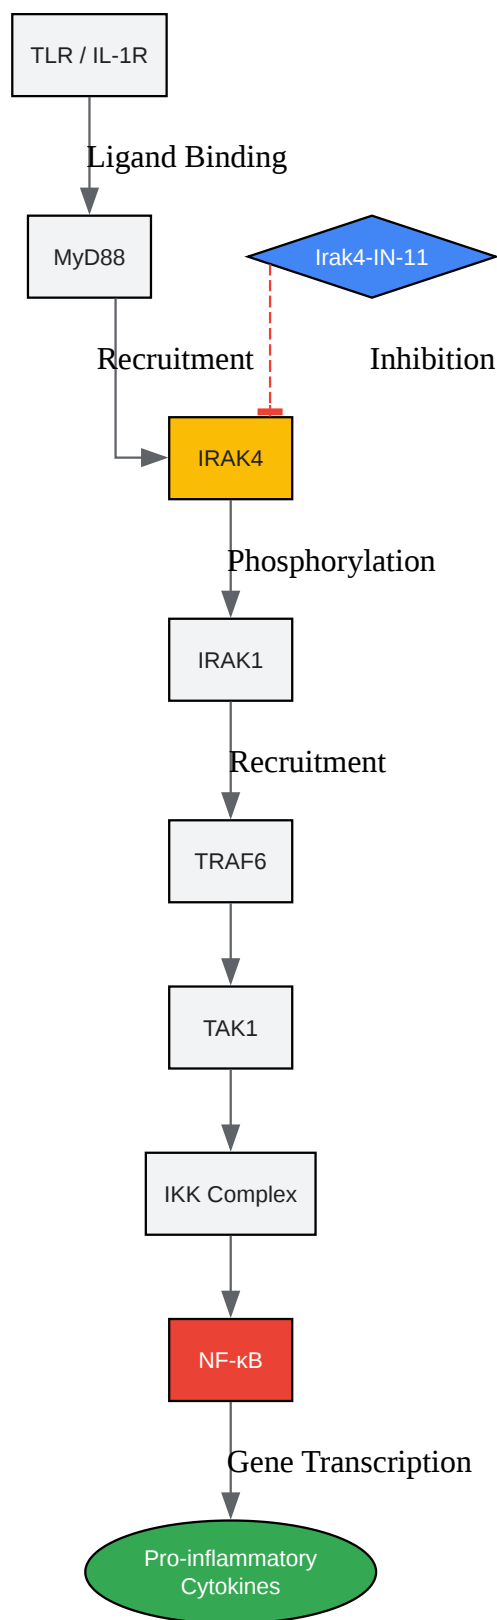 TLR / IL-1R
Ligand Binding
MyD88
Irak4-IN-11
Recruitment
Inhibition
IRAK4
Phosphorylation
IRAK1
Recruitment
TRAF6
TAK1
IKK Complex
NF-κB
Gene Transcription
Pro-inflammatory
Cytokines